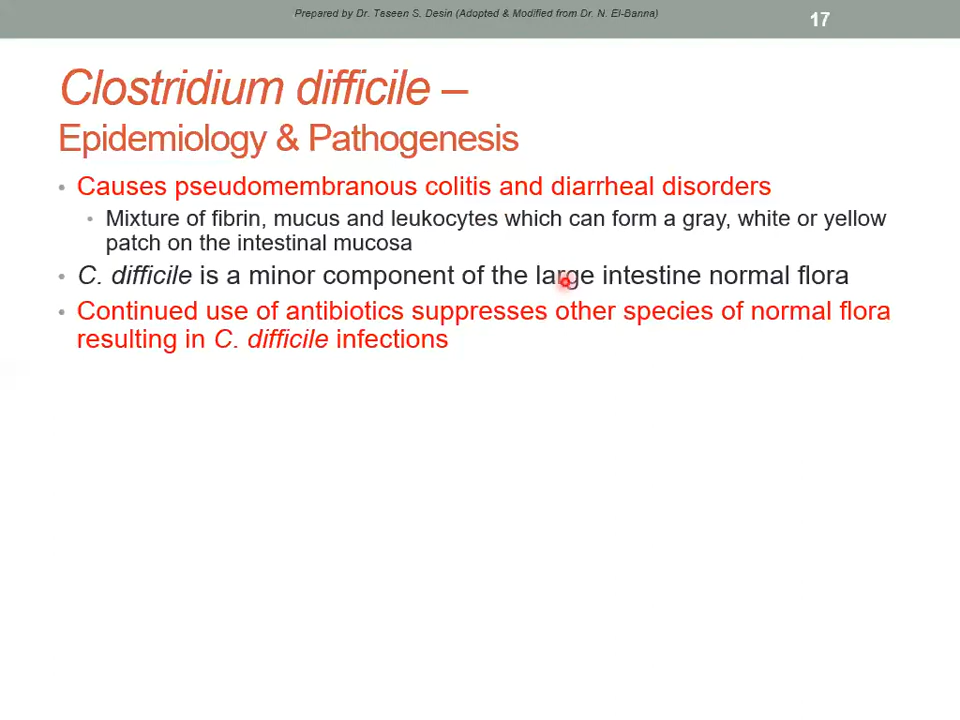 Prepared by Dr. Taseen S. Desin (Adopted & Modified from Dr. N. El-Banna)
17
Clostridium difficile –
Epidemiology & Pathogenesis
• Causes pseudomembranous colitis and diarrheal disorders
• Mixture of fibrin, mucus and leukocytes which can form a gray, white or yellow
patch on the intestinal mucosa
• C. difficile is a minor component of the large intestine normal flora
• Continued use of antibiotics suppresses other species of normal flora
resulting in C. difficile infections